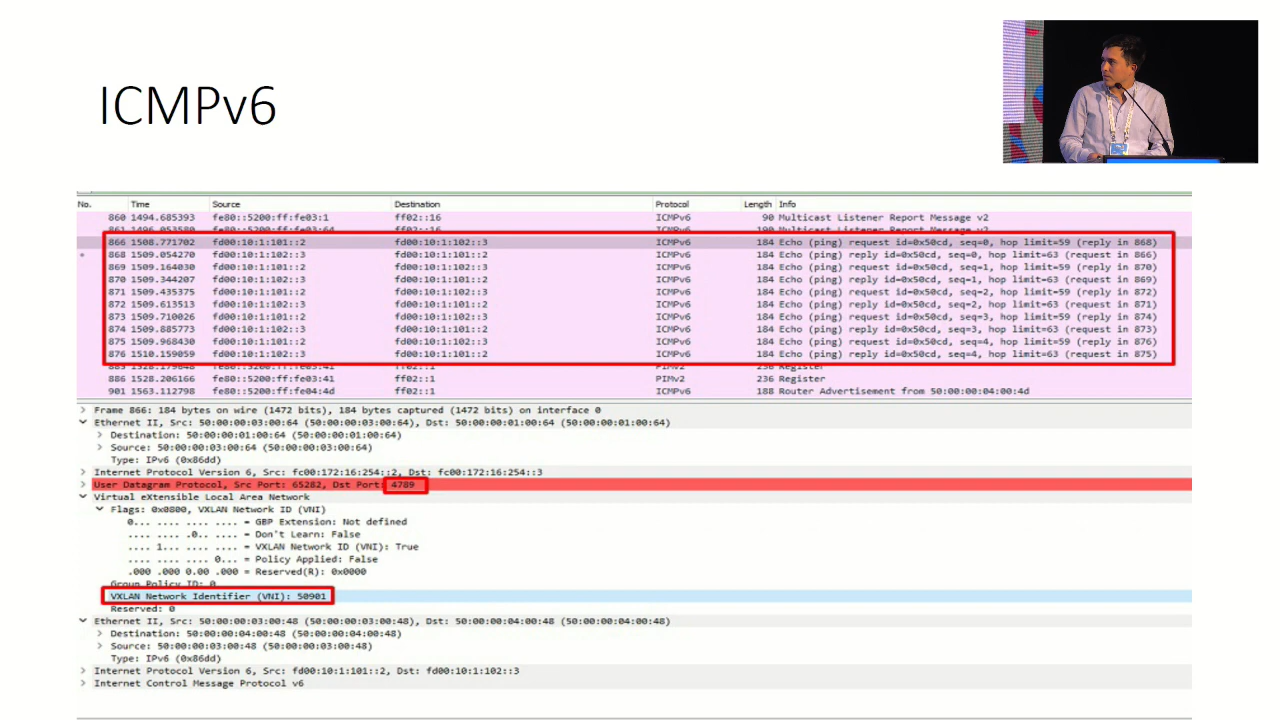 ICMPv6
No. Time Source Destination Protocol Length Info
860 1494.685393 fe80::5200:ff:fe03:1 ff02::16 ICMPv6 90 Multicast Listener Report Message v2
861 1496.053580 fe80::5200:ff:fe03:64 ff02::16 ICMPv6 190 Multicast Listener Report Message v2
866 1508.771702 fd00:10:1:101::2 fd00:10:1:102::3 ICMPv6 184 Echo (ping) request id=0x50cd, seq=0, hop limit=59 (reply in 868)
868 1509.054270 fd00:10:1:102::3 fd00:10:1:101::2 ICMPv6 184 Echo (ping) reply id=0x50cd, seq=0, hop limit=63 (request in 866)
869 1509.164030 fd00:10:1:101::2 fd00:10:1:102::3 ICMPv6 184 Echo (ping) request id=0x50cd, seq=1, hop limit=59 (reply in 870)
870 1509.344207 fd00:10:1:102::3 fd00:10:1:101::2 ICMPv6 184 Echo (ping) reply id=0x50cd, seq=1, hop limit=63 (request in 869)
871 1509.435375 fd00:10:1:101::2 fd00:10:1:102::3 ICMPv6 184 Echo (ping) request id=0x50cd, seq=2, hop limit=59 (reply in 872)
872 1509.613513 fd00:10:1:102::3 fd00:10:1:101::2 ICMPv6 184 Echo (ping) reply id=0x50cd, seq=2, hop limit=63 (request in 871)
873 1509.710026 fd00:10:1:101::2 fd00:10:1:102::3 ICMPv6 184 Echo (ping) request id=0x50cd, seq=3, hop limit=59 (reply in 874)
874 1509.885773 fd00:10:1:102::3 fd00:10:1:101::2 ICMPv6 184 Echo (ping) reply id=0x50cd, seq=3, hop limit=63 (request in 873)
875 1509.968430 fd00:10:1:101::2 fd00:10:1:102::3 ICMPv6 184 Echo (ping) request id=0x50cd, seq=4, hop limit=59 (reply in 876)
876 1510.159059 fd00:10:1:102::3 fd00:10:1:101::2 ICMPv6 184 Echo (ping) reply id=0x50cd, seq=4, hop limit=63 (request in 875)
fe80::5200:ff:fe03:41 ff02::1 PIMv2 236 Register
886 1528.206166 fe80::5200:ff:fe03:41 ff02::1 PIMv2 236 Register
901 1563.112798 fe80::5200:ff:fe04:4d ff02::1 ICMPv6 188 Router Advertisement from 50:00:00:04:00:4d
Frame 866: 184 bytes on wire (1472 bits), 184 bytes captured (1472 bits) on interface 0
Ethernet II, Src: 50:00:00:03:00:64 (50:00:00:03:00:64), Dst: 50:00:00:01:00:64 (50:00:00:01:00:64)
Destination: 50:00:00:01:00:64 (50:00:00:01:00:64)
Source: 50:00:00:03:00:64 (50:00:00:03:00:64)
Type: IPv6 (0x86dd)
Internet Protocol Version 6, Src: fc00:172:16:254::2, Dst: fc00:172:16:254::3
User Datagram Protocol, Src Port: 65282, Dst Port: 4789
Virtual eXtensible Local Area Network
Flags: 0x0800, VXLAN Network ID (VNI)
0... .... .... .... = GBP Extension: Not defined
.... .... .0.. .... = Don't Learn: False
.... 1... .... .... = VXLAN Network ID (VNI): True
.... .... .... 0... = Policy Applied: False
.000 .000 0.00 .000 = Reserved(R): 0x0000
Group Policy ID: 0
VXLAN Network Identifier (VNI): 50901
Reserved: 0
Ethernet II, Src: 50:00:00:03:00:48 (50:00:00:03:00:48), Dst: 50:00:00:04:00:48 (50:00:00:04:00:48)
Destination: 50:00:00:04:00:48 (50:00:00:04:00:48)
Source: 50:00:00:03:00:48 (50:00:00:03:00:48)
Type: IPv6 (0x86dd)
Internet Protocol Version 6, Src: fd00:10:1:101::2, Dst: fd00:10:1:102::3
Internet Control Message Protocol v6